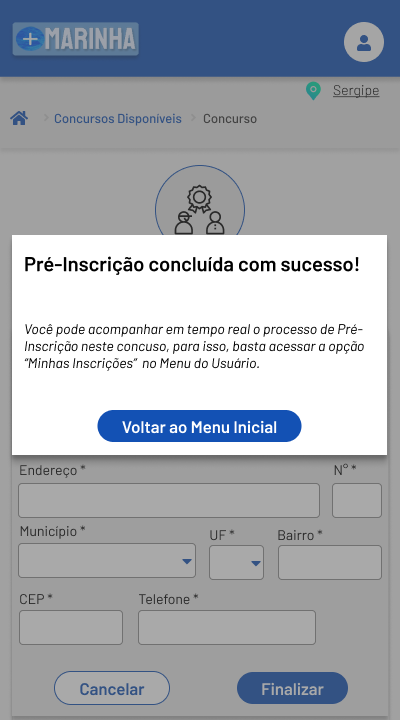 +MARINHA
Sergipe
Concursos Disponíveis > Concurso
Pré-Inscrição concluída com sucesso!
Você pode acompanhar em tempo real o processo de Pré-
Inscrição neste concuso, para isso, basta acessar a opção
“Minhas Inscrições” no Menu do Usuário.
Voltar ao Menu Inicial
Endereço * N° *
Município * UF * Bairro *
CEP * Telefone *
Cancelar Finalizar